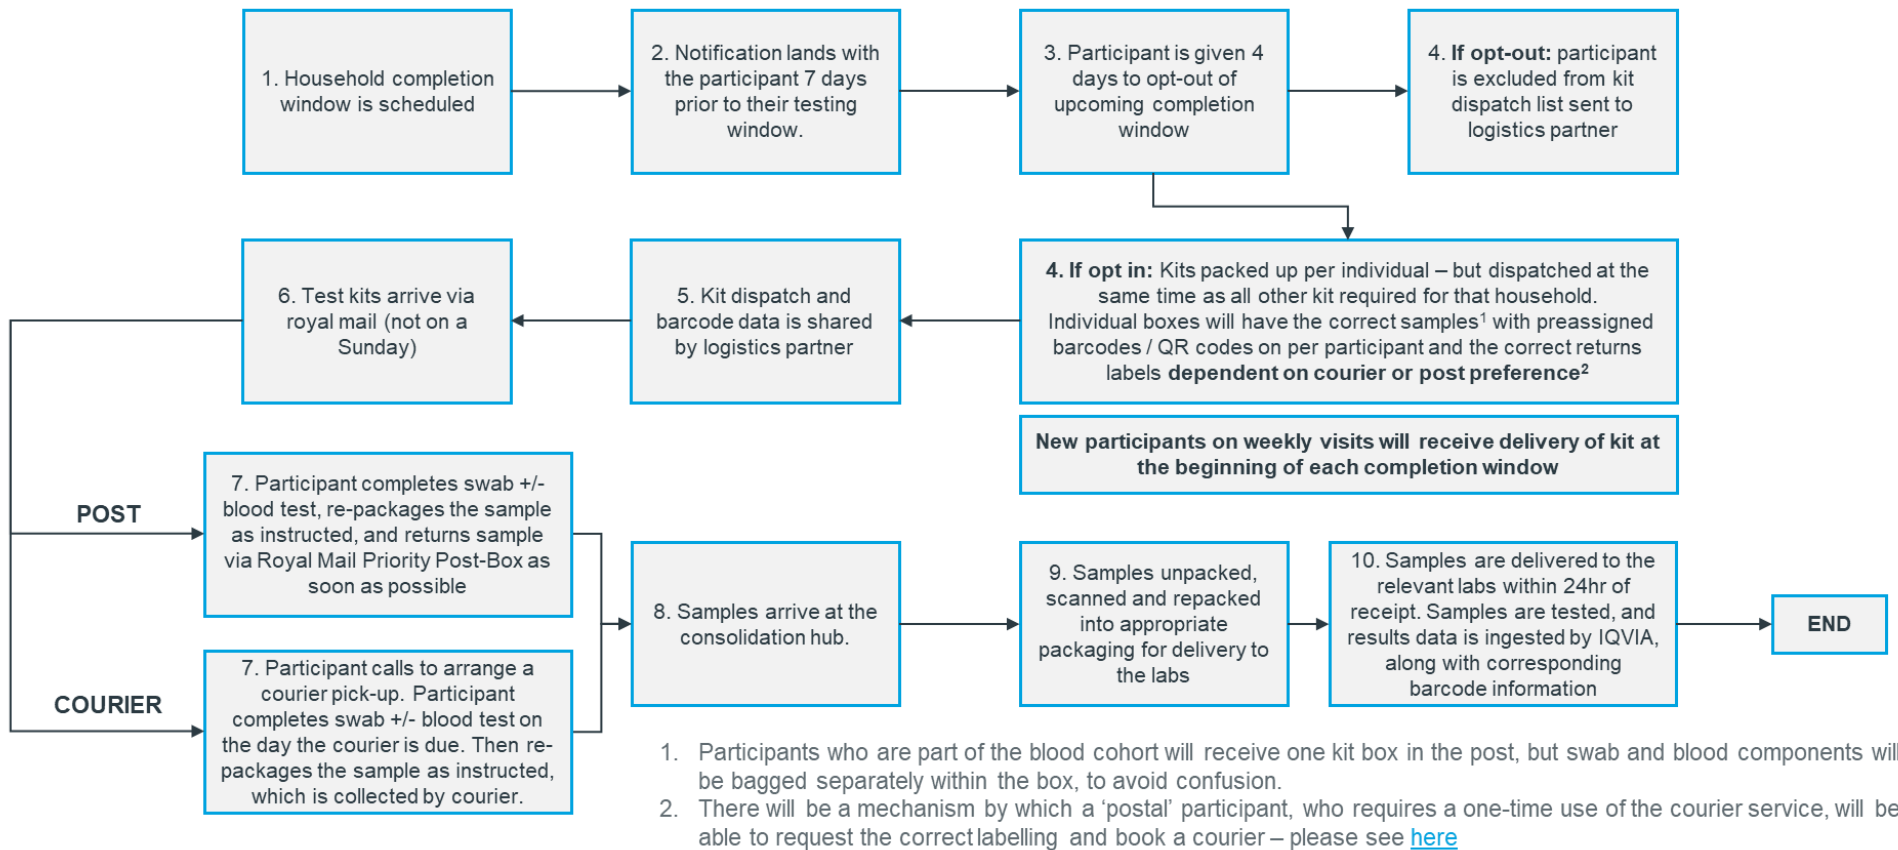 1. Household completion
window is scheduled
2. Notification lands with
the participant 7 days
prior to their testing
window.
3. Participant is given 4
days to opt-out of
upcoming completion
window
4. If opt-out: participant
is excluded from kit
dispatch list sent to
logistics partner
4. If opt in: Kits packed up per individual – but dispatched at the
same time as all other kit required for that household.
Individual boxes will have the correct samples¹ with preassigned
barcodes / QR codes on per participant and the correct returns
labels dependent on courier or post preference²
New participants on weekly visits will receive delivery of kit at
the beginning of each completion window
5. Kit dispatch and
barcode data is shared
by logistics partner
6. Test kits arrive via
royal mail (not on a
Sunday)
POST
7. Participant completes swab +/-
blood test, re-packages the sample
as instructed, and returns sample
via Royal Mail Priority Post-Box as
soon as possible
COURIER
7. Participant calls to arrange a
courier pick-up. Participant
completes swab +/- blood test on
the day the courier is due. Then re-
packages the sample as instructed,
which is collected by courier.
8. Samples arrive at the
consolidation hub.
9. Samples unpacked,
scanned and repacked
into appropriate
packaging for delivery to
the labs
10. Samples are delivered to the
relevant labs within 24hr of
receipt. Samples are tested, and
results data is ingested by IQVIA,
along with corresponding
barcode information
END
1. Participants who are part of the blood cohort will receive one kit box in the post, but swab and blood components will
be bagged separately within the box, to avoid confusion.
2. There will be a mechanism by which a ‘postal’ participant, who requires a one-time use of the courier service, will be
able to request the correct labelling and book a courier – please see here